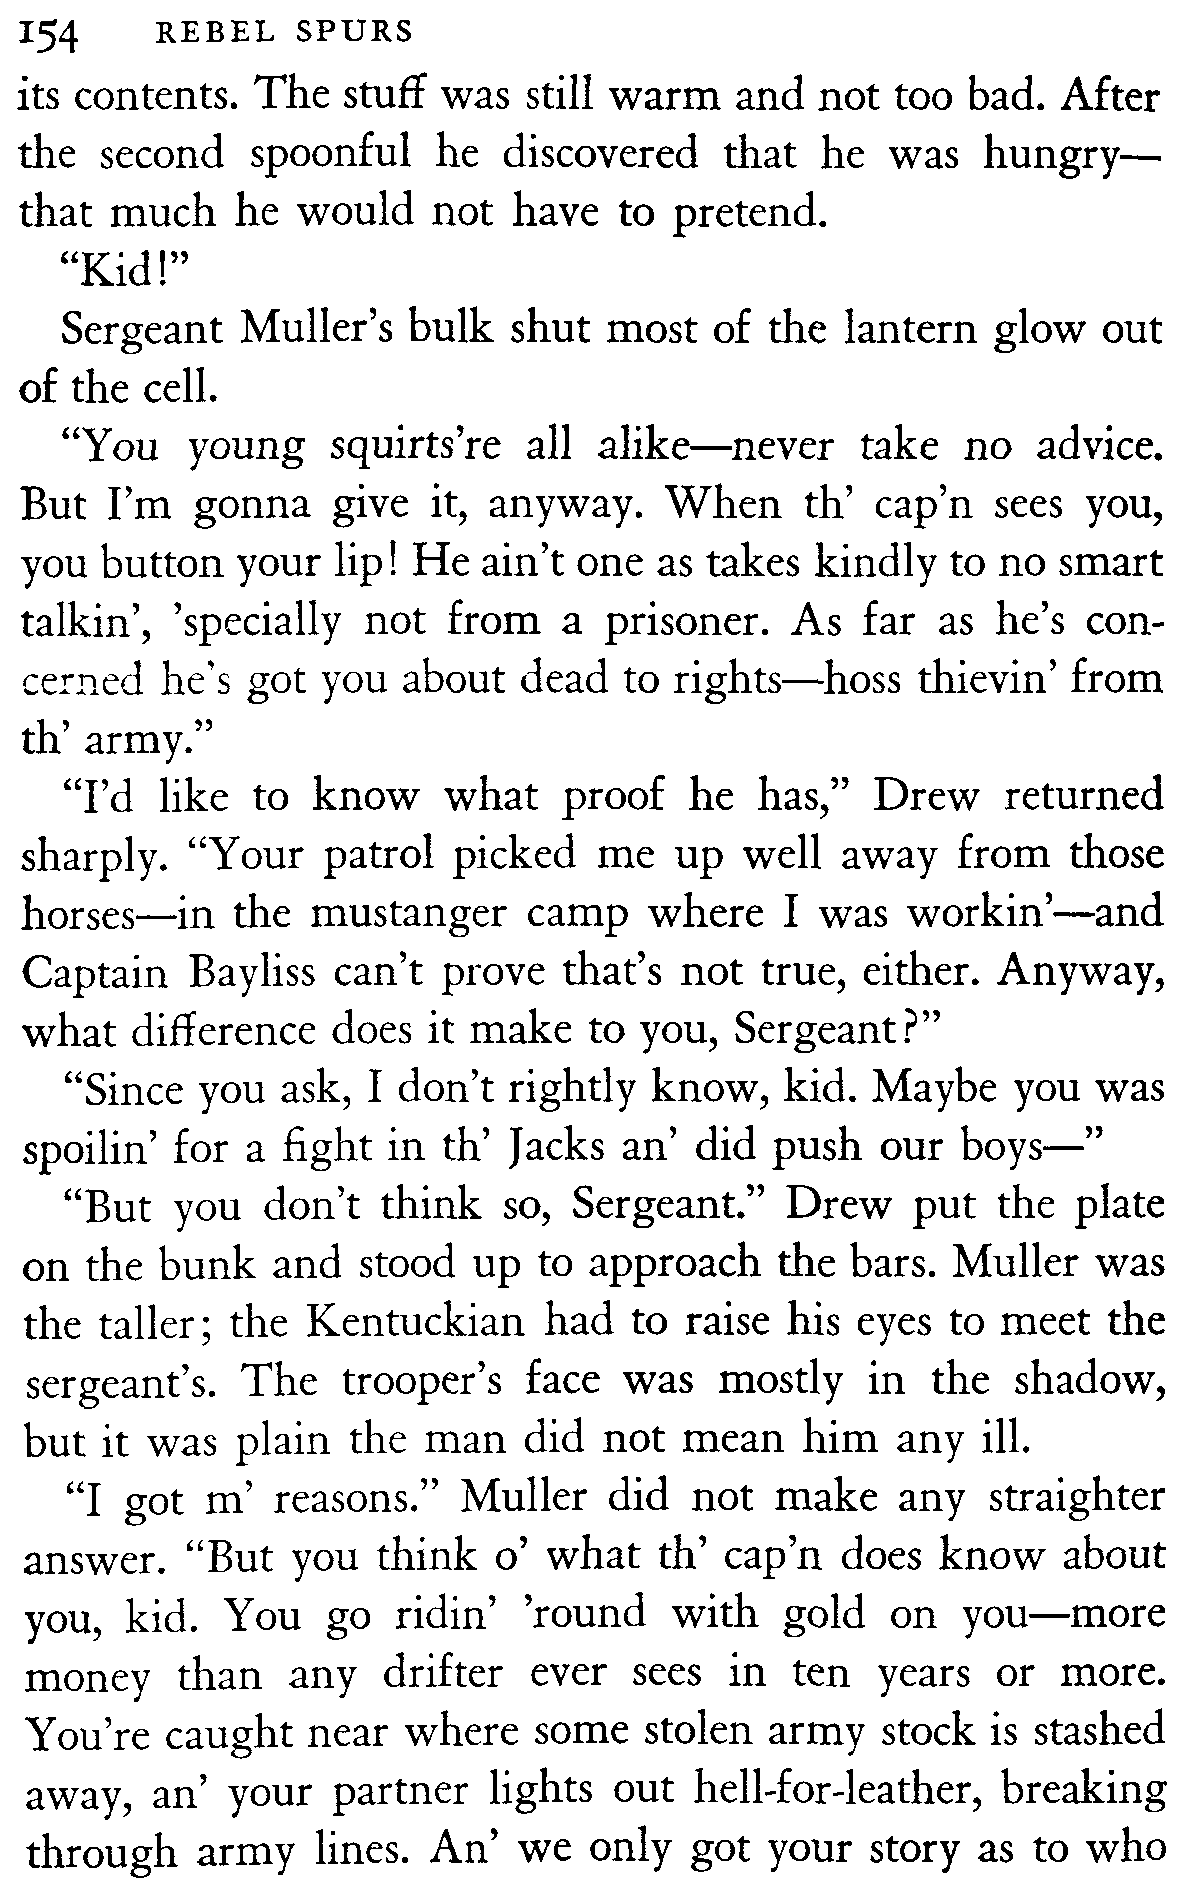 154 REBEL SPURS
its contents. The stuff was still warm and not too bad. After
the second spoonful he discovered that he was hungry—
that much he would not have to pretend.
“Kid!”
Sergeant Muller’s bulk shut most of the lantern glow out
of the cell.
“You young squirts’re all alike—never take no advice.
But I’m gonna give it, anyway. When th’ cap’n sees you,
you button your lip! He ain’t one as takes kindly to no smart
talkin’, ’specially not from a prisoner. As far as he’s con-
cerned he’s got you about dead to rights—hoss thievin’ from
th’ army.”
“I’d like to know what proof he has,” Drew returned
sharply. “Your patrol picked me up well away from those
horses—in the mustanger camp where I was workin’—and
Captain Bayliss can’t prove that’s not true, either. Anyway,
what difference does it make to you, Sergeant?”
“Since you ask, I don’t rightly know, kid. Maybe you was
spoilin’ for a fight in th’ Jacks an’ did push our boys—”
“But you don’t think so, Sergeant.” Drew put the plate
on the bunk and stood up to approach the bars. Muller was
the taller; the Kentuckian had to raise his eyes to meet the
sergeant’s. The trooper’s face was mostly in the shadow,
but it was plain the man did not mean him any ill.
“I got m’ reasons.” Muller did not make any straighter
answer. “But you think o’ what th’ cap’n does know about
you, kid. You go ridin’ ’round with gold on you—more
money than any drifter ever sees in ten years or more.
You’re caught near where some stolen army stock is stashed
away, an’ your partner lights out hell-for-leather, breaking
through army lines. An’ we only got your story as to who